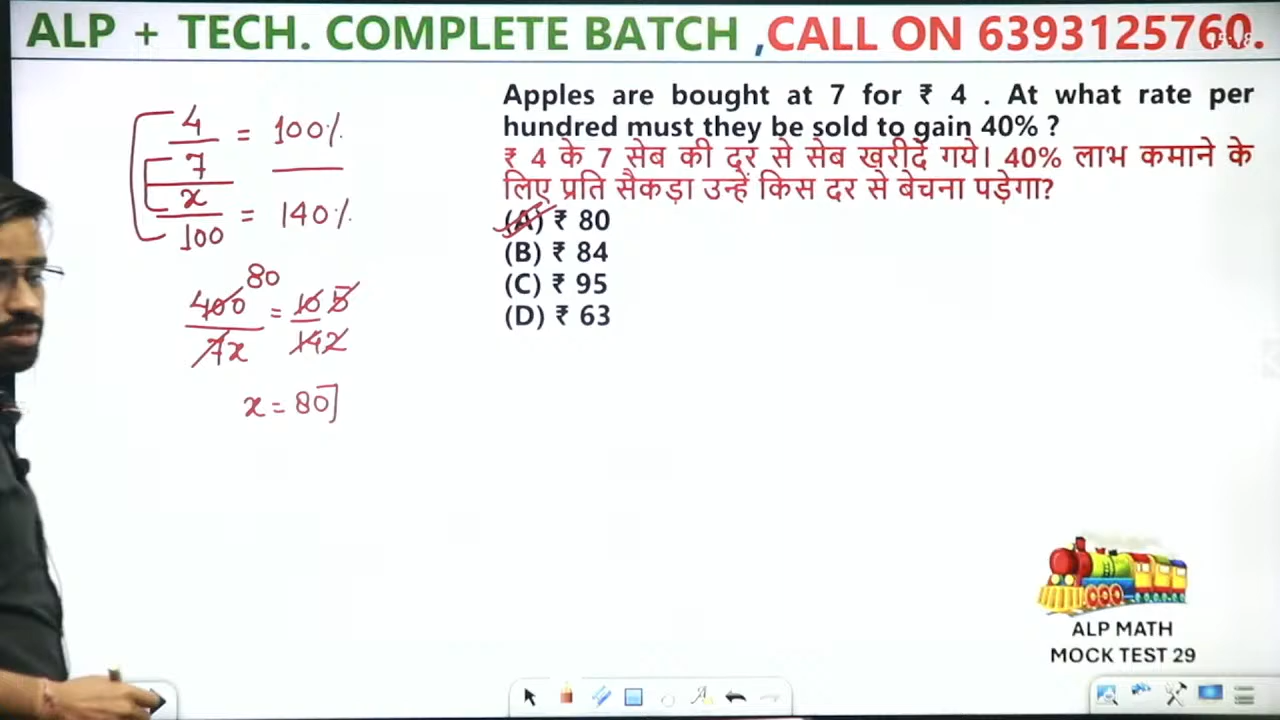 ALP + TECH. COMPLETE BATCH ,CALL ON 6393125760.
Apples are bought at 7 for ₹ 4 . At what rate per
hundred must they be sold to gain 40% ?
₹ 4 के 7 सेब की दर से सेब खरीदे गये। 40% लाभ कमाने के
लिए प्रति सैकड़ा उन्हें किस दर से बेचना पड़ेगा?
(A) ₹ 80
(B) ₹ 84
(C) ₹ 95
(D) ₹ 63
4/7 = 100%
x/100 = 140%
80
400/7x = 10 5/14 2
x = 80
ALP MATH
MOCK TEST 29